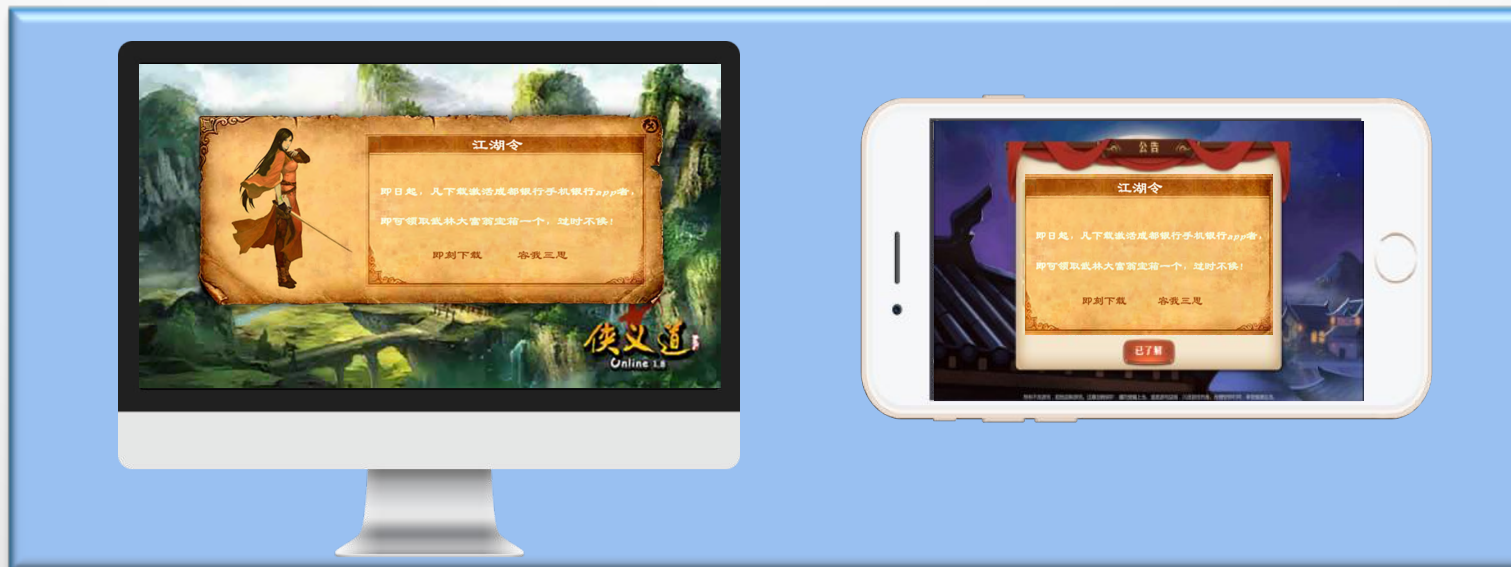 江湖令
即日起，凡下载激活成都银行手机银行app者，
即可领取武林大富翁宝箱一个，过时不候！
即刻下载 容我三思
侠义道
Online 1.8
公告
江湖令
即日起，凡下载激活成都银行手机银行app者，
即可领取武林大富翁宝箱一个，过时不候！
即刻下载 容我三思
已了解